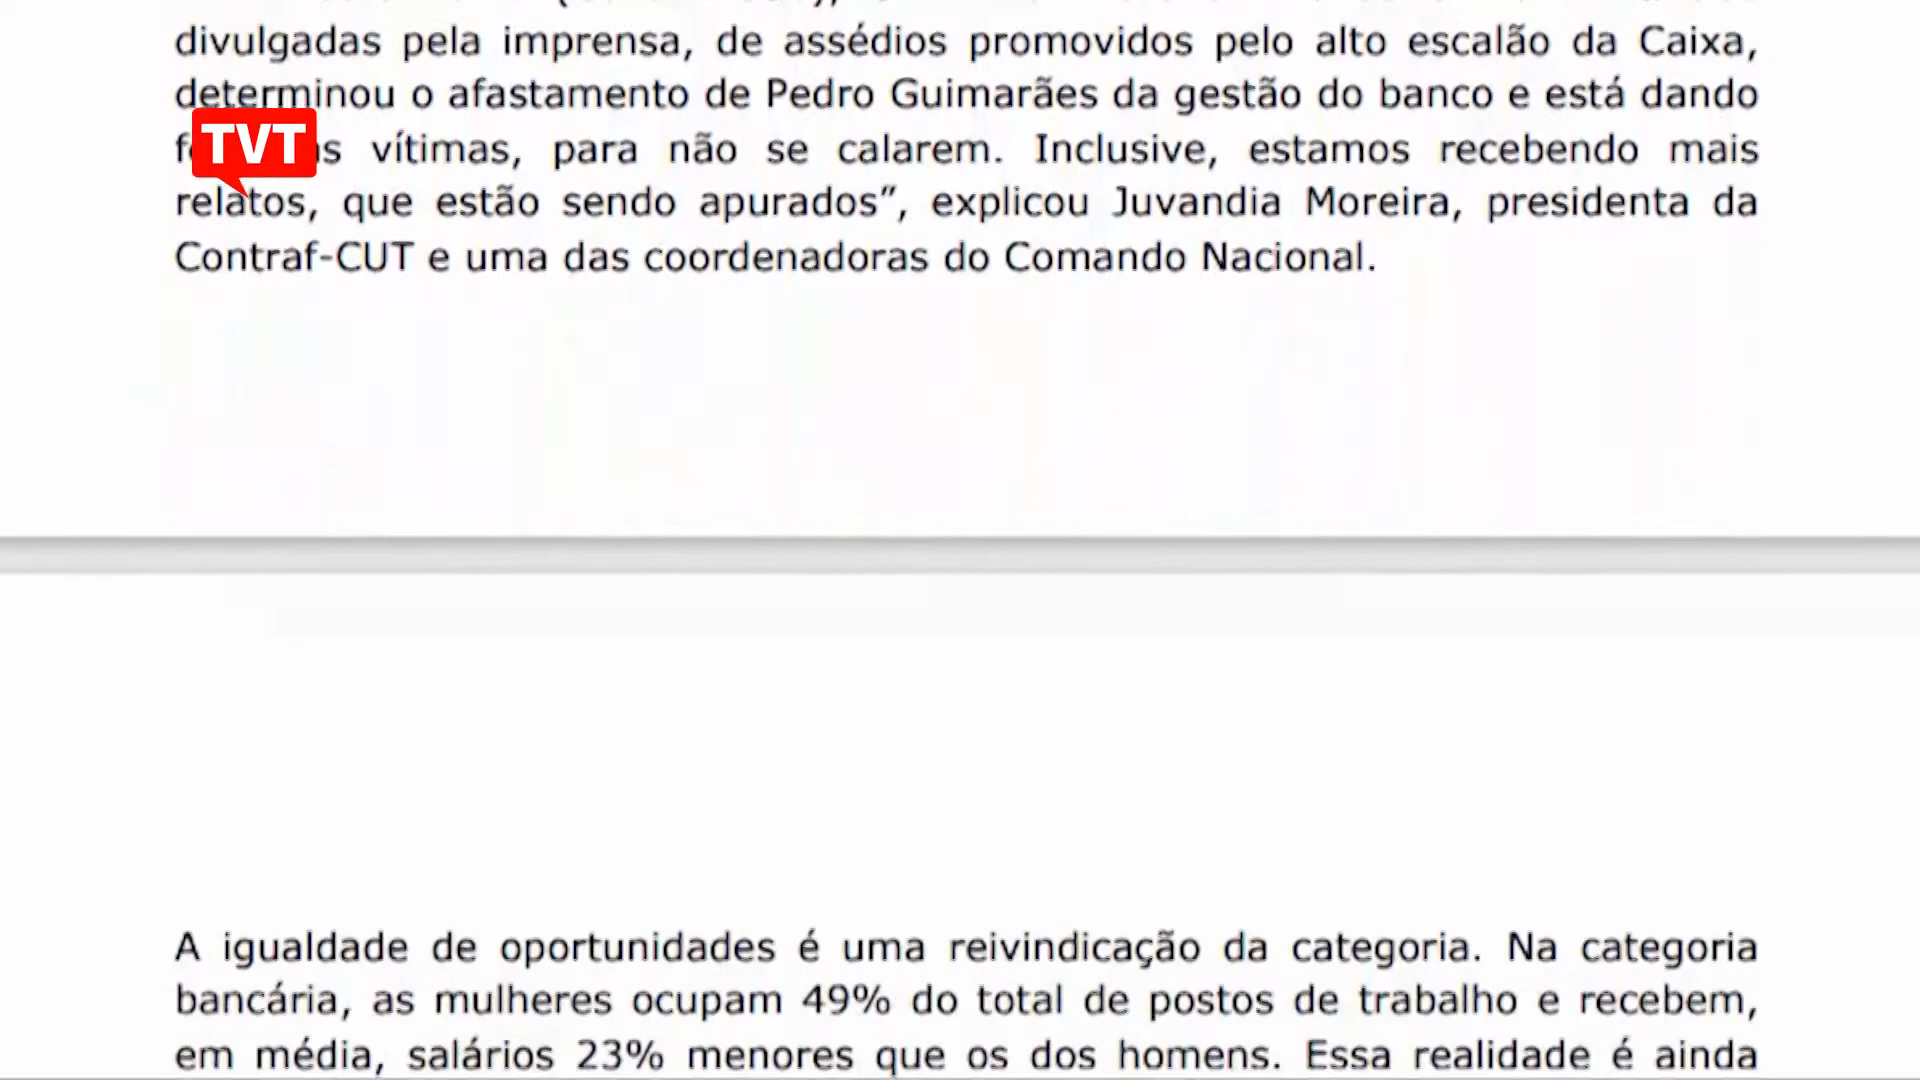 divulgadas pela imprensa, de assédios promovidos pelo alto escalão da Caixa,
determinou o afastamento de Pedro Guimarães da gestão do banco e está dando
TVT
vítimas, para não se calarem. Inclusive, estamos recebendo mais
relatos, que estão sendo apurados”, explicou Juvandia Moreira, presidenta da
Contraf-CUT e uma das coordenadoras do Comando Nacional.
A igualdade de oportunidades é uma reivindicação da categoria. Na categoria
bancária, as mulheres ocupam 49% do total de postos de trabalho e recebem,
em média, salários 23% menores que os dos homens. Essa realidade é ainda